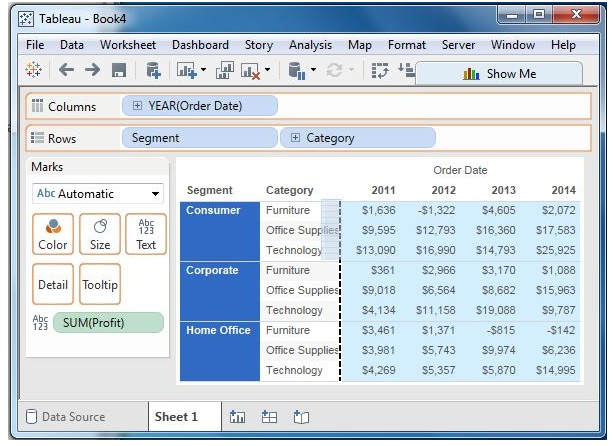 Tableau - Book4
File Data Worksheet Dashboard Story Analysis Map Format Server Window Help
Show Me
Columns YEAR(Order Date)
Rows Segment Category
Marks
Abc Automatic
Color Size Abc 123 Text
Detail Tooltip
Abc 123 SUM(Profit)
Order Date
Segment Category 2011 2012 2013 2014
Consumer Furniture $1,636 -$1,322 $4,605 $2,072
Office Supplies $9,595 $12,793 $16,360 $17,583
Technology $13,090 $16,990 $14,793 $25,925
Corporate Furniture $361 $2,966 $3,170 $1,088
Office Supplies $9,018 $6,564 $8,682 $15,963
Technology $4,134 $11,158 $19,088 $9,787
Home Office Furniture $3,461 $1,371 -$815 -$142
Office Supplies $3,981 $5,743 $9,974 $6,236
Technology $4,269 $5,357 $5,870 $14,995
Data Source Sheet 1